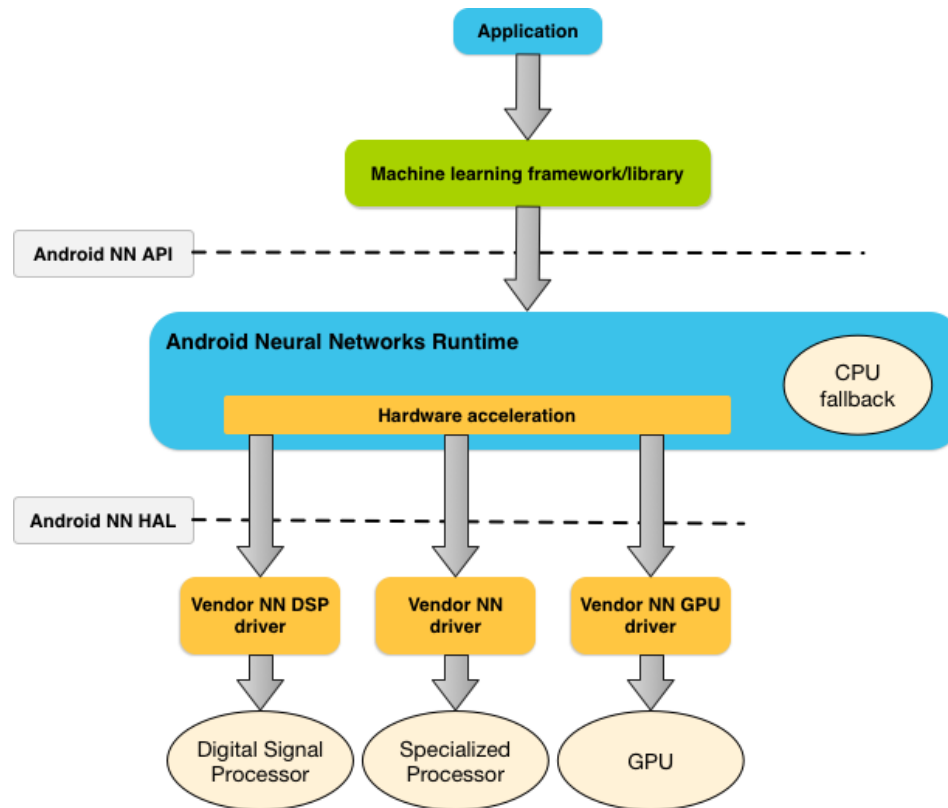 Application
Machine learning framework/library
Android NN API
Android Neural Networks Runtime
CPU
fallback
Hardware acceleration
Android NN HAL
Vendor NN DSP
driver
Vendor NN
driver
Vendor NN GPU
driver
Digital Signal
Processor
Specialized
Processor
GPU